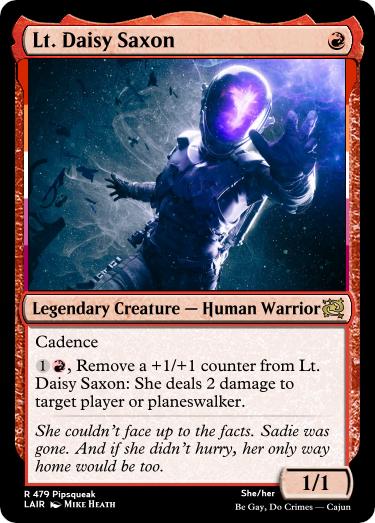 Lt. Daisy Saxon
Legendary Creature — Human Warrior
Cadence
1, Remove a +1/+1 counter from Lt.
Daisy Saxon: She deals 2 damage to
target player or planeswalker.
She couldn't face up to the facts. Sadie was
gone. And if she didn't hurry, her only way
home would be too.
1/1
R 479 Pipsqueak
She/her
LAIR Mike Heath
Be Gay, Do Crimes — Cajun